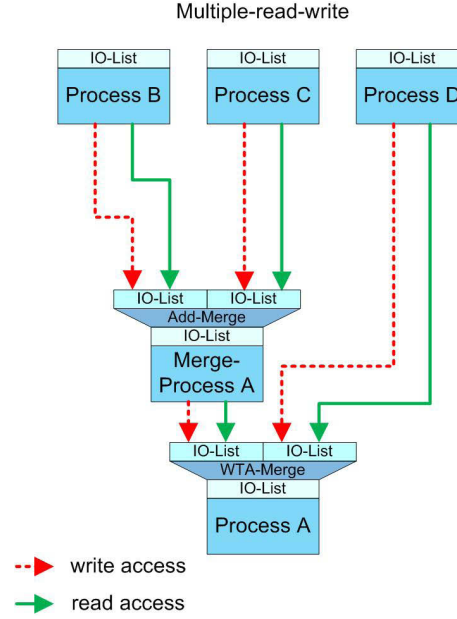 Multiple-read-write
IO-List IO-List IO-List
Process B Process C Process D
IO-List IO-List
Add-Merge
IO-List
Merge-
Process A
IO-List IO-List
WTA-Merge
IO-List
Process A
write access
read access